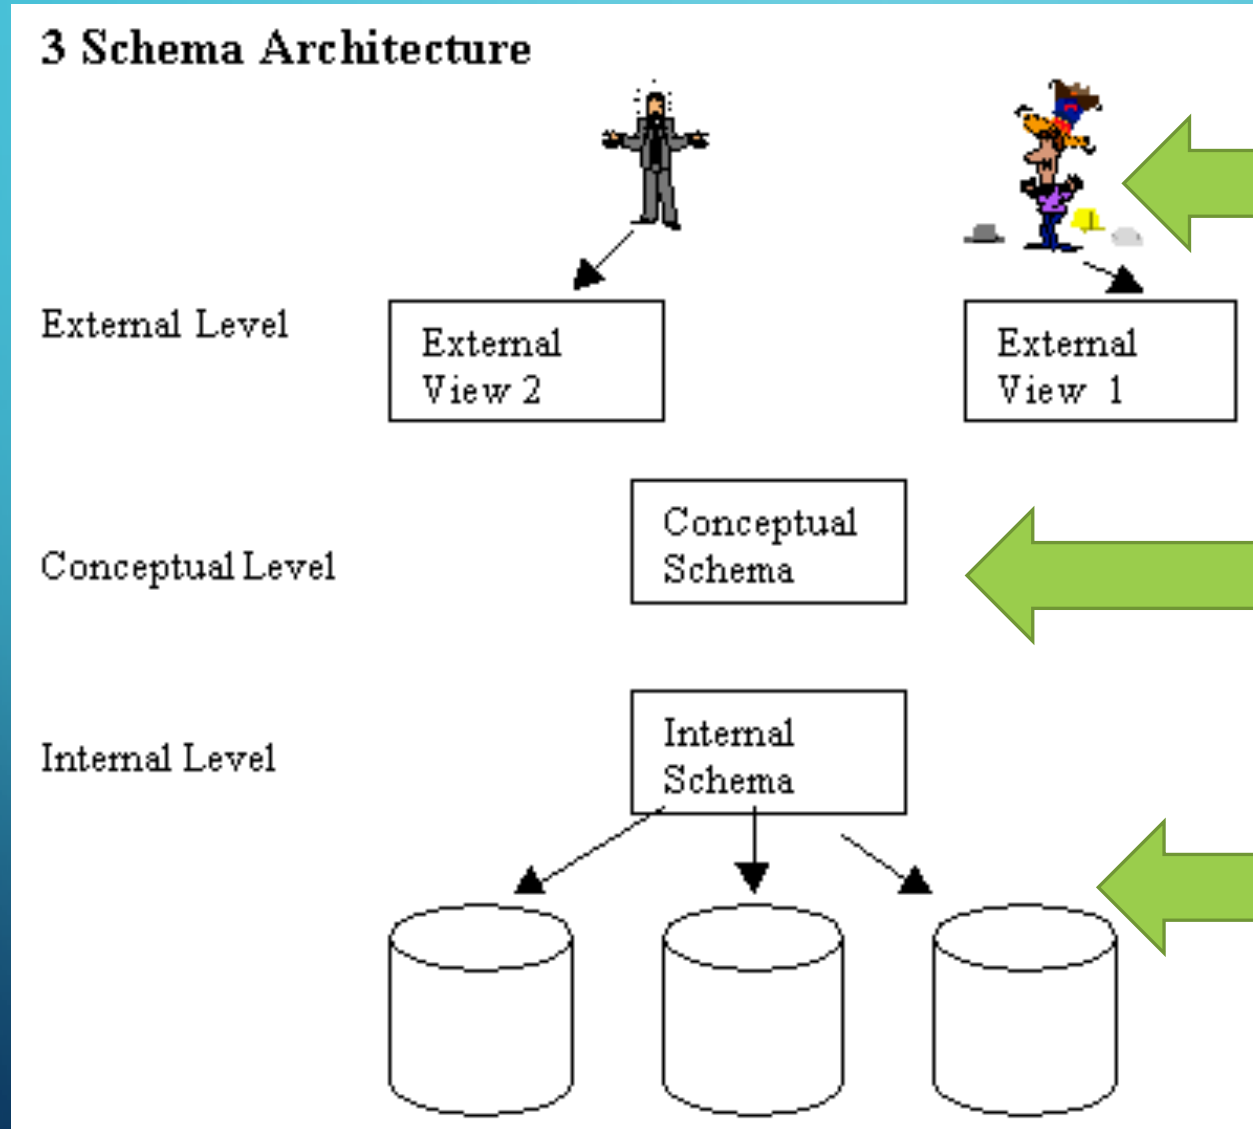 3 Schema Architecture
External Level
External
View 2
External
View 1
Conceptual Level
Conceptual
Schema
Internal Level
Internal
Schema